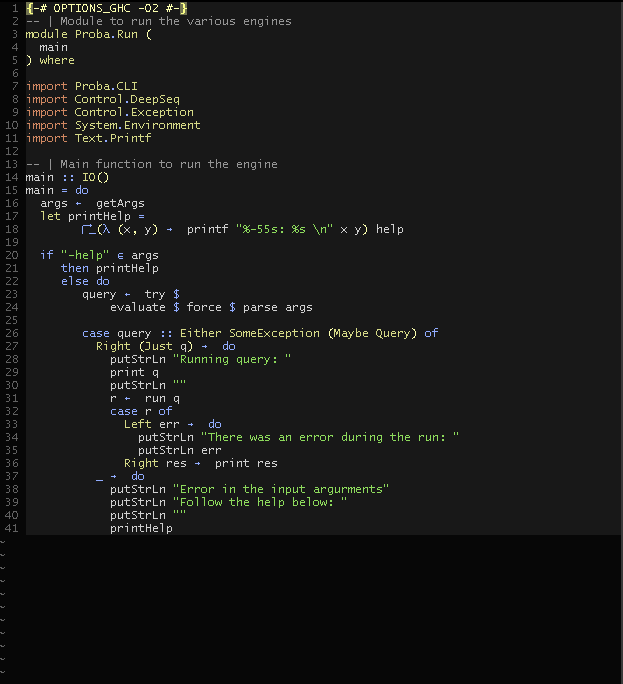 1 {-# OPTIONS_GHC -O2 #-}
2 -- | Module to run the various engines
3 module Proba.Run (
4   main
5 ) where
6
7 import Proba.CLI
8 import Control.DeepSeq
9 import Control.Exception
10 import System.Environment
11 import Text.Printf
12
13 -- | Main function to run the engine
14 main :: IO()
15 main = do
16   args ← getArgs
17   let printHelp =
18         (λ (x, y) → printf "%-55s: %s \n" x y) help
19
20   if "-help" ∈ args
21      then printHelp
22      else do
23         query ← try $
24             evaluate $ force $ parse args
25
26         case query :: Either SomeException (Maybe Query) of
27           Right (Just q) → do
28             putStrLn "Running query: "
29             print q
30             putStrLn ""
31             r ← run q
32             case r of
33               Left err → do
34                 putStrLn "There was an error during the run: "
35                 putStrLn err
36               Right res → print res
37           _ → do
38             putStrLn "Error in the input argurments"
39             putStrLn "Follow the help below: "
40             putStrLn ""
41             printHelp
~
~
~
~
~
~
~
~
~
~
~